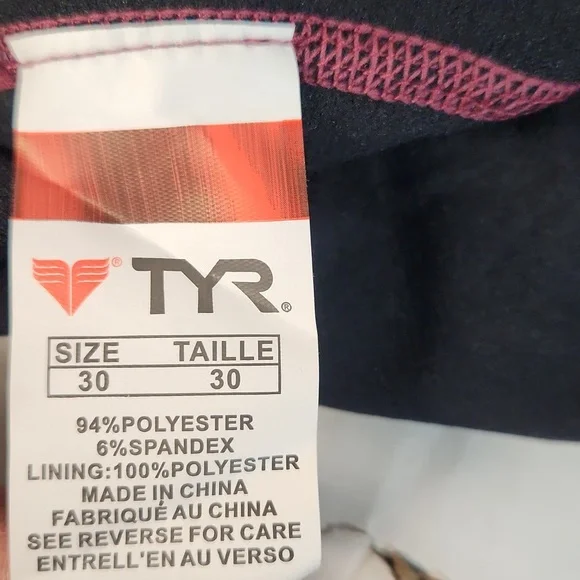 ® TYR®
SIZE TAILLE
30 30
94%POLYESTER
6%SPANDEX
LINING:100%POLYESTER
MADE IN CHINA
FABRIQUÉ AU CHINA
SEE REVERSE FOR CARE
ENTRELL'EN AU VERSO